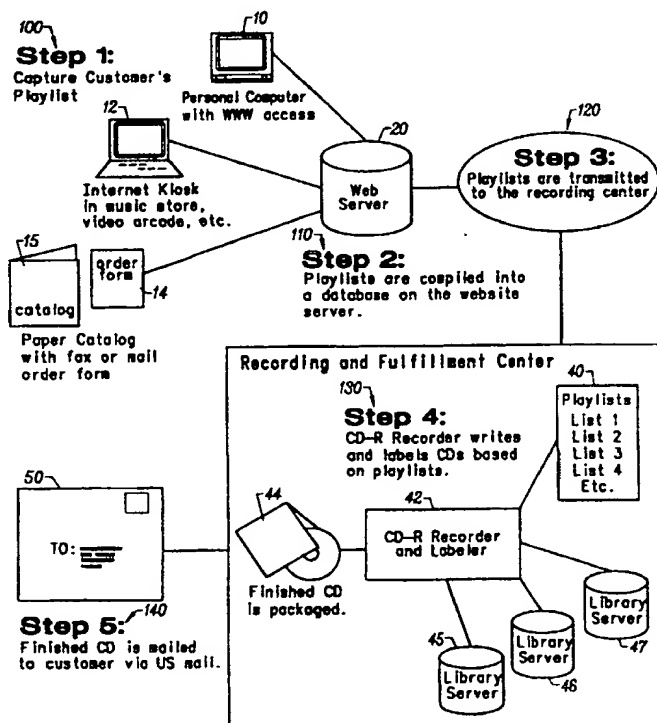 100
Step 1:
Capture Customer's
Playlist
10
Personal Computer
with WWW access
12
Internet Kiosk
in music store,
video arcade, etc.
20
Web
Server
120
Step 3:
Playlists are transmitted
to the recording center
15
catalog
order
form
14
Paper Catalog
with fax or mail
order form
110
Step 2:
Playlists are compiled into
a database on the website
server.
Recording and Fulfillment Center
130
Step 4:
CD-R Recorder writes
and labels CDs based
on playlists.
40
Playlists
List 1
List 2
List 3
List 4
Etc.
50
TO:
44
Finished CD
is packaged.
42
CD-R Recorder
and Labeler
Step 5:
140
Finished CD is mailed
to customer via US mail.
45
Library
Server
Library
Server
46
Library
Server
47